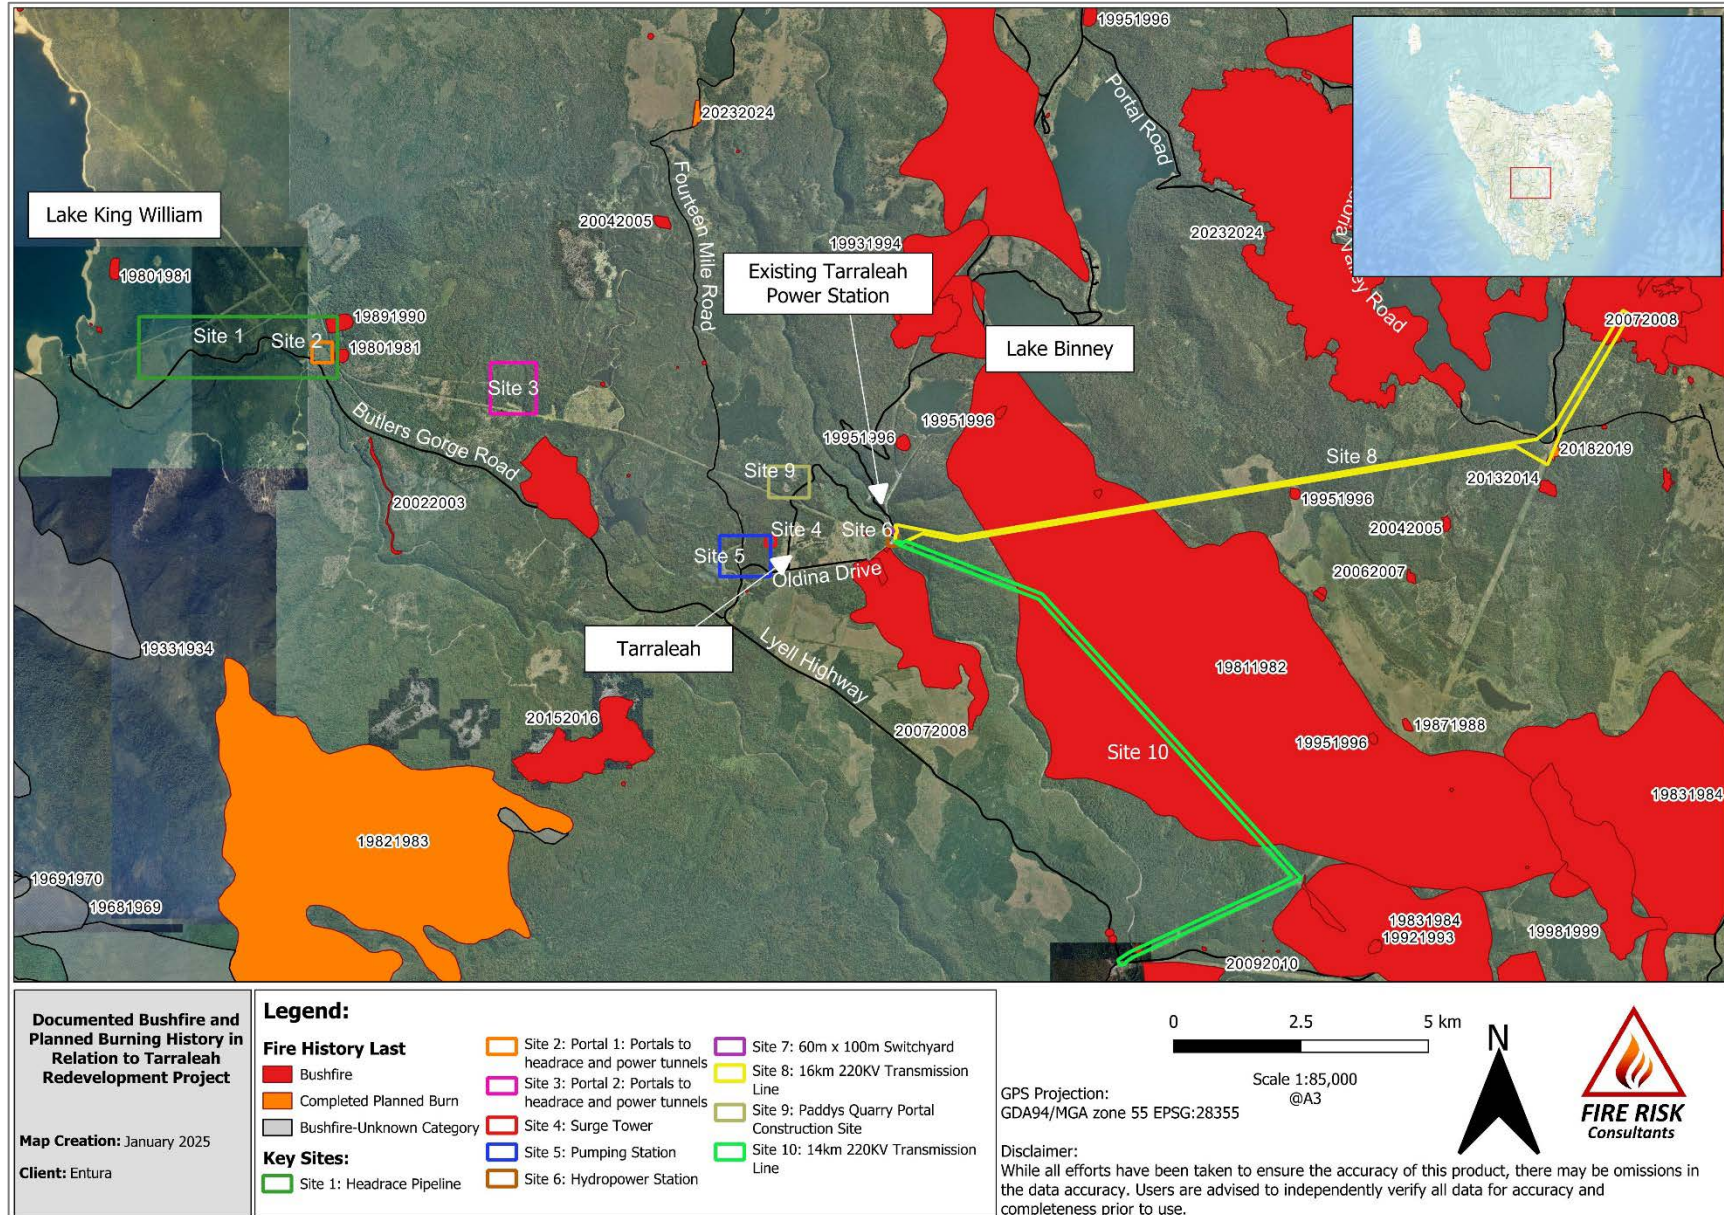 19951996
Portal Road
20232024
Fourteen Mile Road
Lake King William
20042005
20232024
19931994
Existing Tarraleah
Power Station
Valley Road
19801981
19891990
Site 1
Site 2
19801981
20072008
Lake Binney
Site 3
Butlers Gorge Road
19951996
19951996
Site 8
20182019
20132014
Site 9
19951996
20022003
20042005
Site 4
Site 6
Site 5
Oldina Drive
20062007
Tarraleah
19331934
Lyell Highway
19811982
20152016
20072008
19871988
19951996
Site 10
19831984
19821983
19691970
19681969
19831984
19921993
19981999
20092010
Documented Bushfire and
Planned Burning History in
Relation to Tarraleah
Redevelopment Project
Map Creation: January 2025
Client: Entura
Legend:
Fire History Last
Bushfire
Completed Planned Burn
Bushfire-Unknown Category
Key Sites:
Site 1: Headrace Pipeline
Site 2: Portal 1: Portals to
headrace and power tunnels
Site 3: Portal 2: Portals to
headrace and power tunnels
Site 4: Surge Tower
Site 5: Pumping Station
Site 6: Hydropower Station
Site 7: 60m x 100m Switchyard
Site 8: 16km 220KV Transmission
Line
Site 9: Paddys Quarry Portal
Construction Site
Site 10: 14km 220KV Transmission
Line
0 2.5 5 km
Scale 1:85,000
@A3
GPS Projection:
GDA94/MGA zone 55 EPSG:28355
N
FIRE RISK
Consultants
Disclaimer:
While all efforts have been taken to ensure the accuracy of this product, there may be omissions in
the data accuracy. Users are advised to independently verify all data for accuracy and
completeness prior to use.